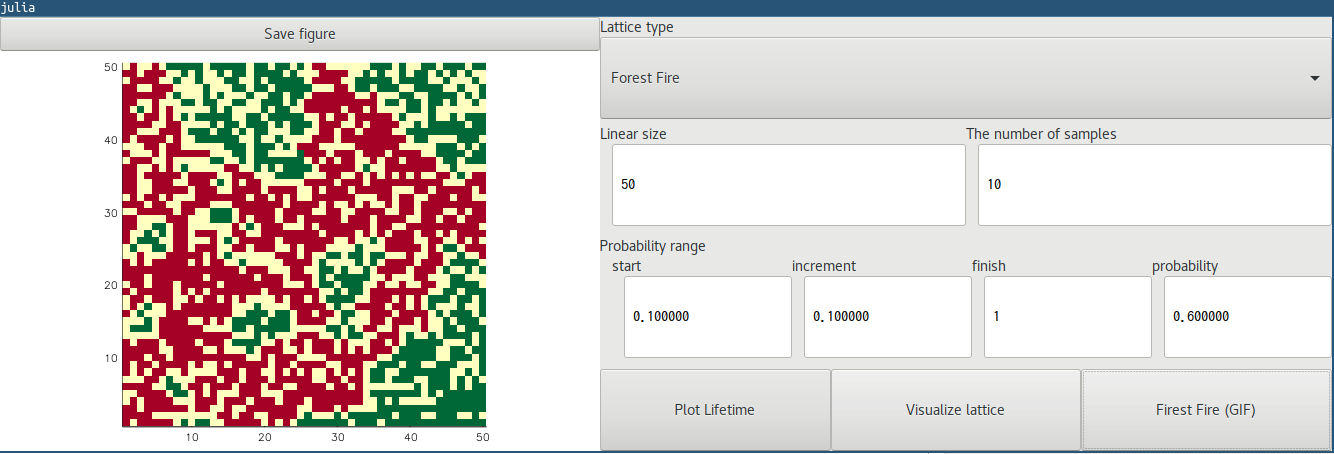 julia
Save figure
50
40
30
20
10
10 20 30 40 50
Lattice type
Forest Fire
Linear size The number of samples
50 10
Probability range
start increment finish probability
0.100000 0.100000 1 0.600000
Plot Lifetime Visualize lattice Firest Fire (GIF)